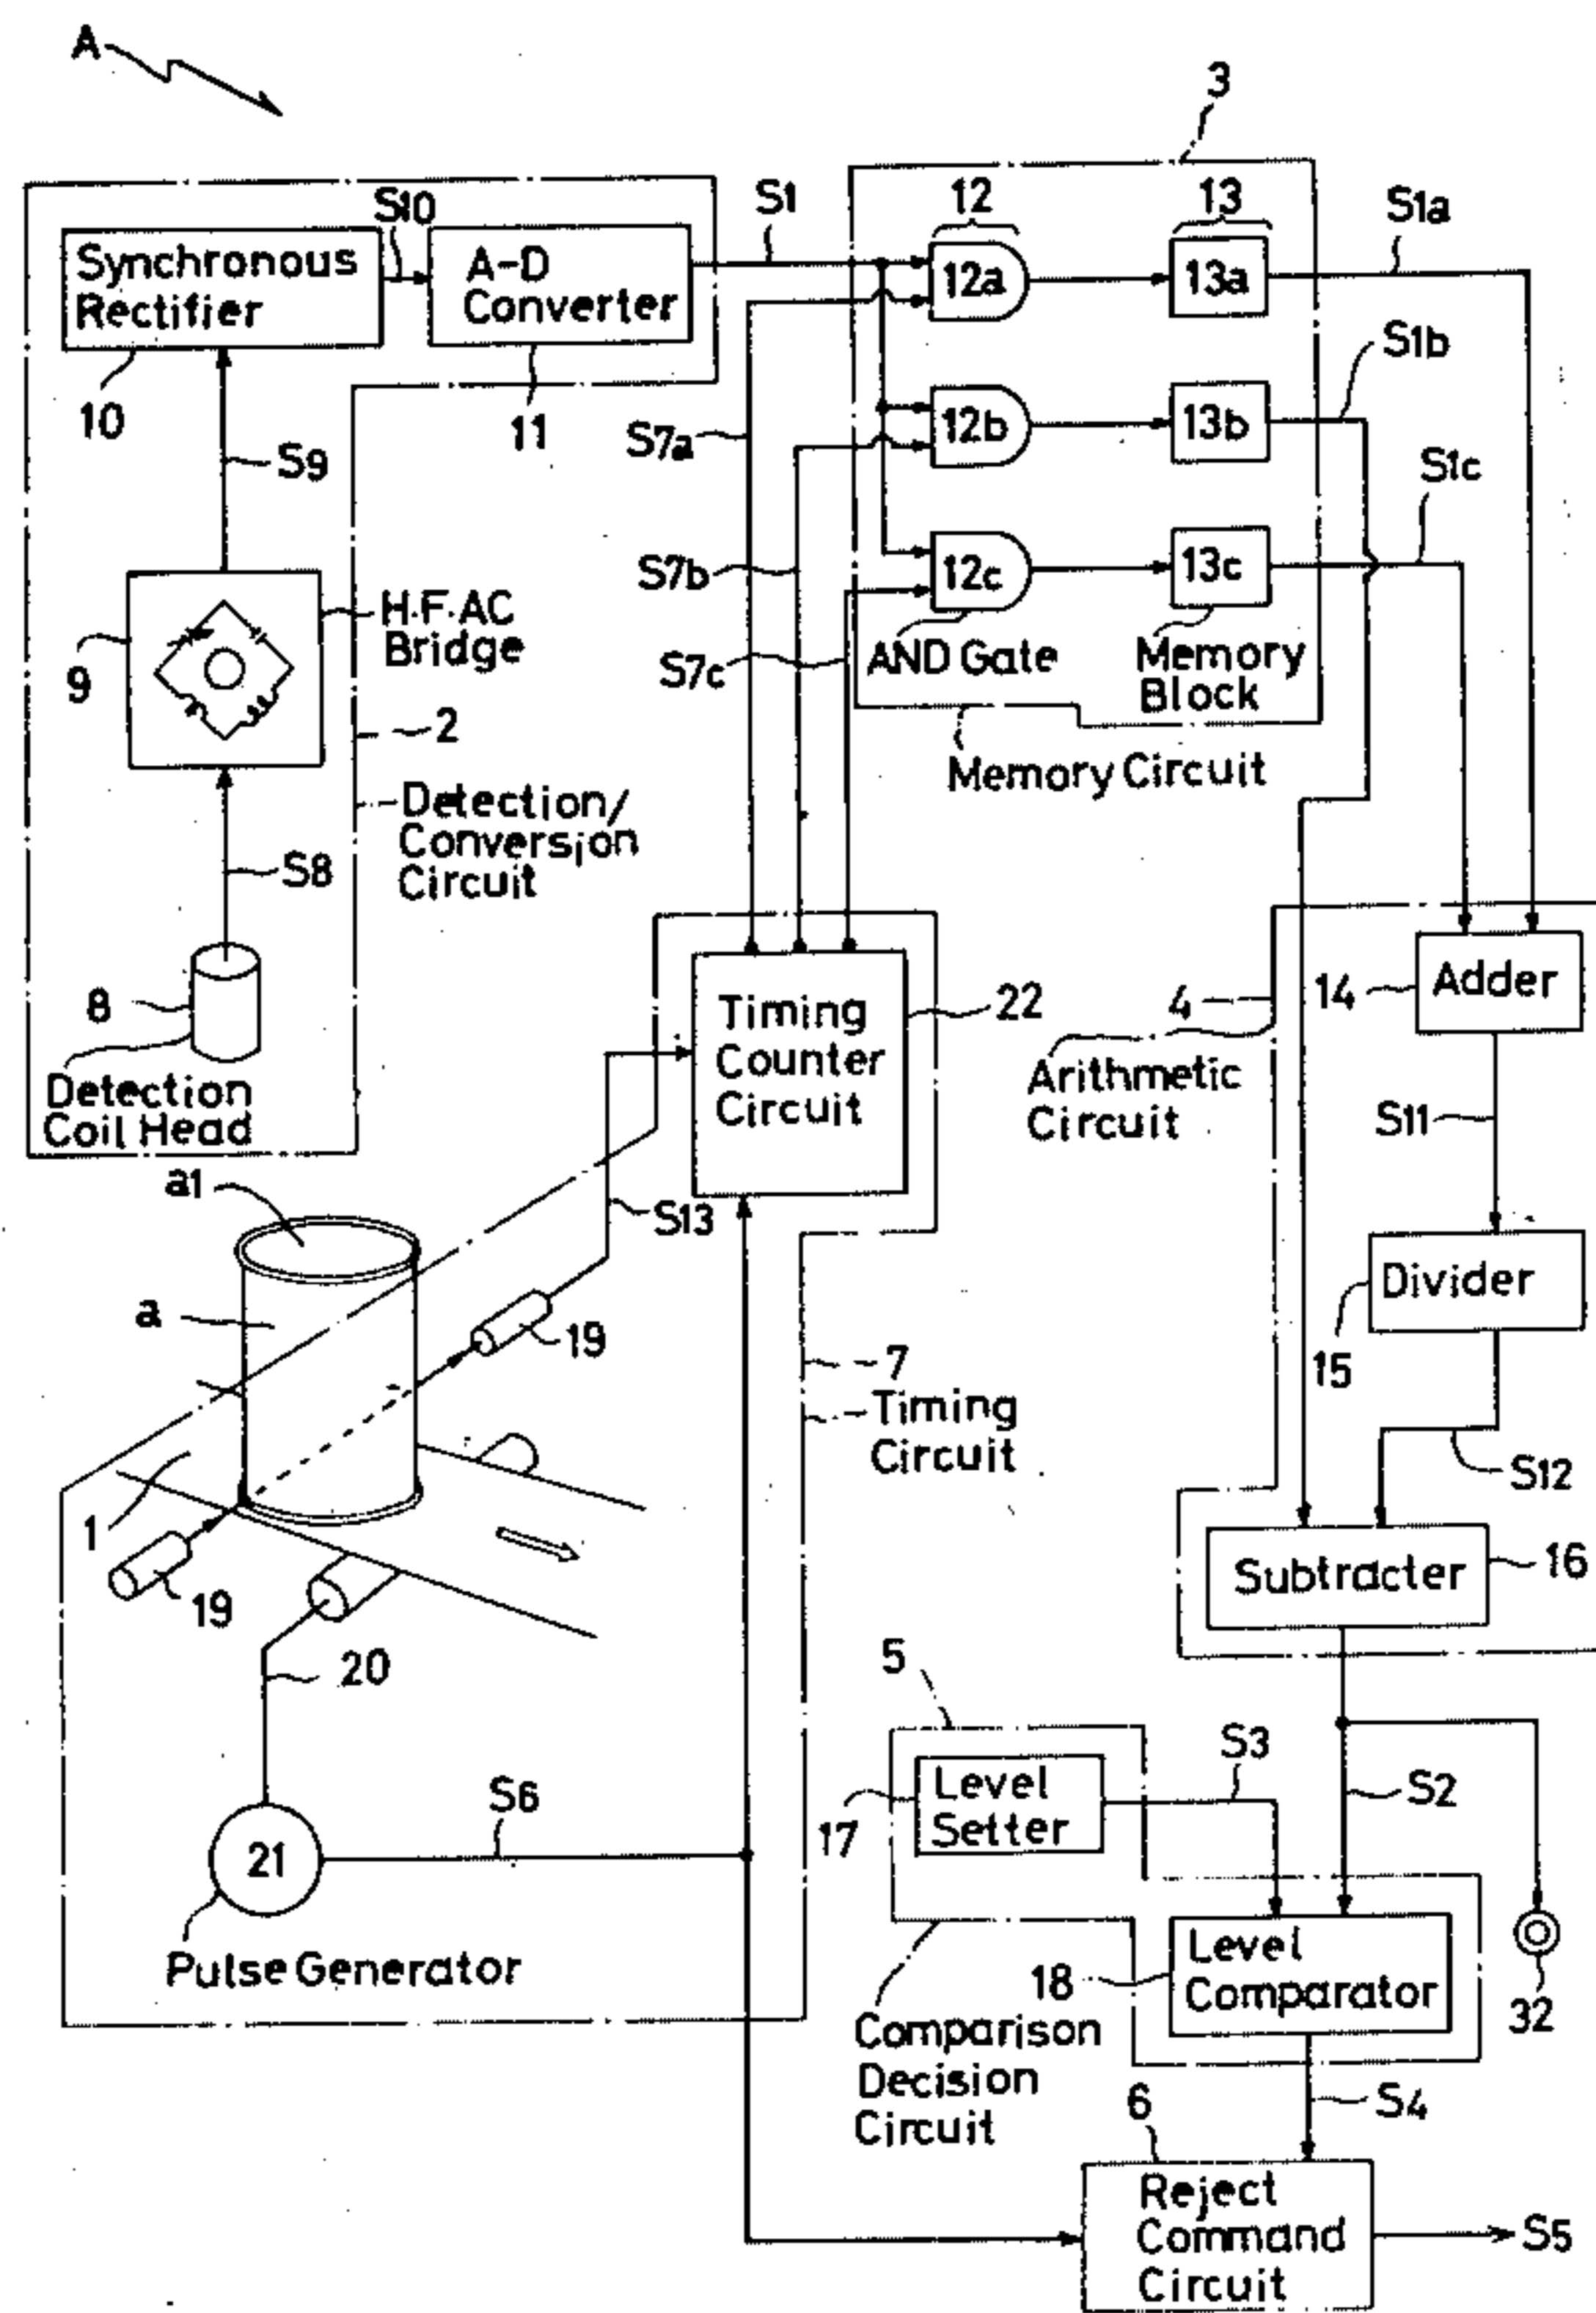 A
3
S10
S1
12
13
S1a
Synchronous
Rectifier
A-D
Converter
12a
13a
10
11
S1b
S7a
12b
13b
S9
S1c
S7b
12c
13c
H·F·AC
Bridge
9
S7c
AND Gate
Memory
Block
2
Memory Circuit
Detection/
Conversion
Circuit
S8
8
Detection
Coil Head
Timing
Counter
Circuit
22
4
Arithmetic
Circuit
14
Adder
S11
a1
S13
a
19
15
Divider
7
Timing
Circuit
S12
1
19
Subtracter
16
20
5
S3
S2
17
Level
Setter
S6
21
Pulse Generator
18
Level
Comparator
32
Comparison
Decision
Circuit
S4
6
Reject
Command
Circuit
S5